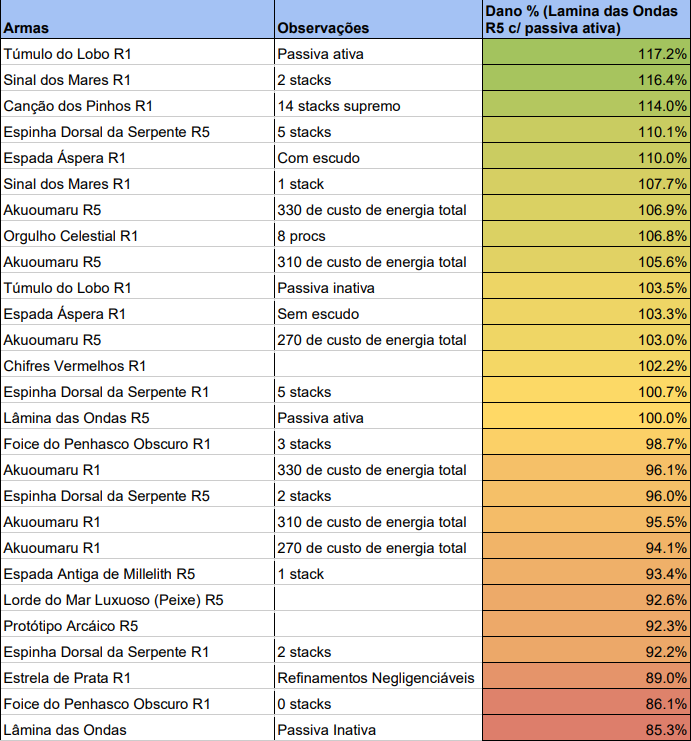 Armas Observações Dano % (Lamina das Ondas
R5 c/ passiva ativa)
Túmulo do Lobo R1 Passiva ativa 117.2%
Sinal dos Mares R1 2 stacks 116.4%
Canção dos Pinhos R1 14 stacks supremo 114.0%
Espinha Dorsal da Serpente R5 5 stacks 110.1%
Espada Áspera R1 Com escudo 110.0%
Sinal dos Mares R1 1 stack 107.7%
Akuoumaru R5 330 de custo de energia total 106.9%
Orgulho Celestial R1 8 procs 106.8%
Akuoumaru R5 310 de custo de energia total 105.6%
Túmulo do Lobo R1 Passiva inativa 103.5%
Espada Áspera R1 Sem escudo 103.3%
Akuoumaru R5 270 de custo de energia total 103.0%
Chifres Vermelhos R1 102.2%
Espinha Dorsal da Serpente R1 5 stacks 100.7%
Lâmina das Ondas R5 Passiva ativa 100.0%
Foice do Penhasco Obscuro R1 3 stacks 98.7%
Akuoumaru R1 330 de custo de energia total 96.1%
Espinha Dorsal da Serpente R5 2 stacks 96.0%
Akuoumaru R1 310 de custo de energia total 95.5%
Akuoumaru R1 270 de custo de energia total 94.1%
Espada Antiga de Millelith R5 1 stack 93.4%
Lorde do Mar Luxuoso (Peixe) R5 92.6%
Protótipo Arcáico R5 92.3%
Espinha Dorsal da Serpente R1 2 stacks 92.2%
Estrela de Prata R1 Refinamentos Negligenciáveis 89.0%
Foice do Penhasco Obscuro R1 0 stacks 86.1%
Lâmina das Ondas Passiva Inativa 85.3%